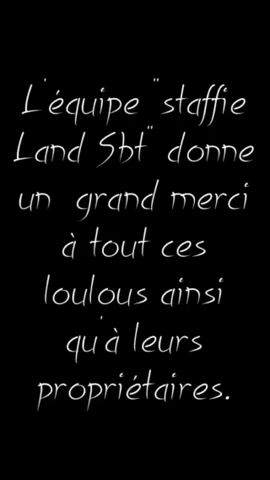 L'équipe "staffie
Land Sbt" donne
un grand merci
à tout ces
loulous ainsi
qu'à leurs
propriétaires.